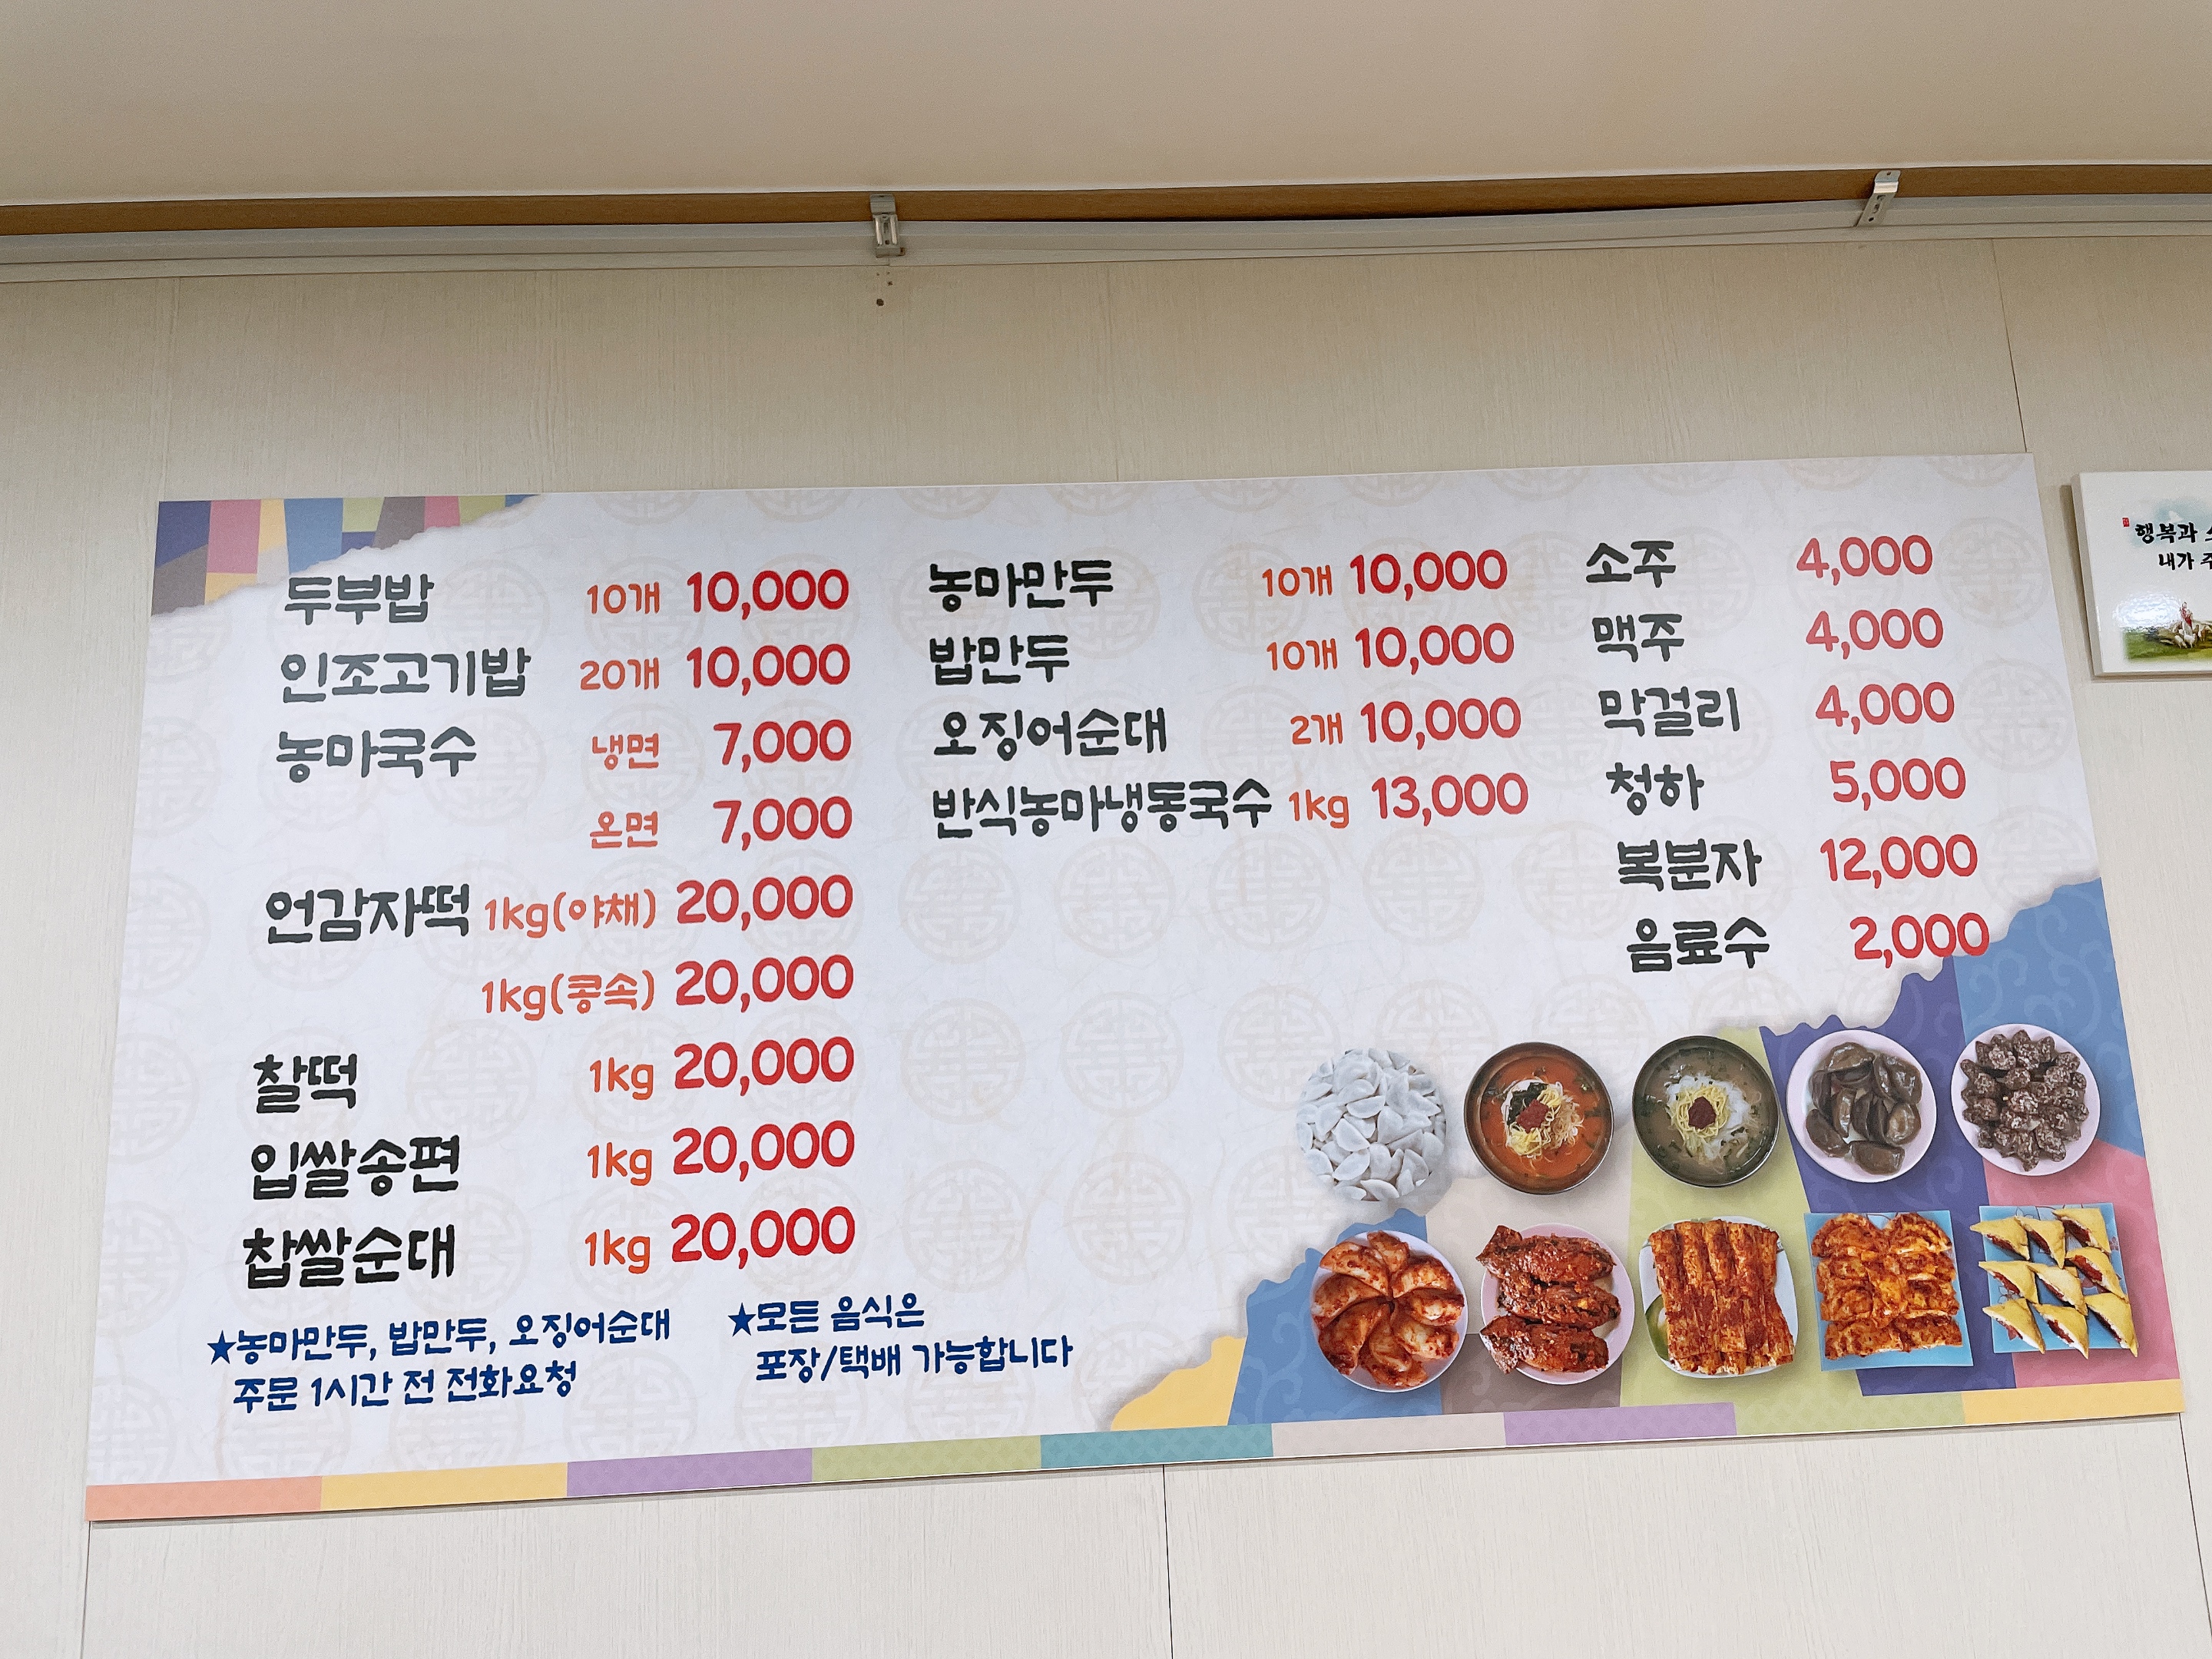 두부밥 10개 10,000
인조고기밥 20개 10,000
농마국수 냉면 7,000
온면 7,000
언감자떡 1kg(야채) 20,000
1kg(콩속) 20,000
찰떡 1kg 20,000
입쌀송편 1kg 20,000
찹쌀순대 1kg 20,000
★농마만두, 밥만두, 오징어순대
주문 1시간 전 전화요청
★모든 음식은
포장/택배 가능합니다
농마만두 10개 10,000
밥만두 10개 10,000
오징어순대 2개 10,000
반식농마냉동국수 1kg 13,000
소주 4,000
맥주 4,000
막걸리 4,000
청하 5,000
복분자 12,000
음료수 2,000
행복과
내가